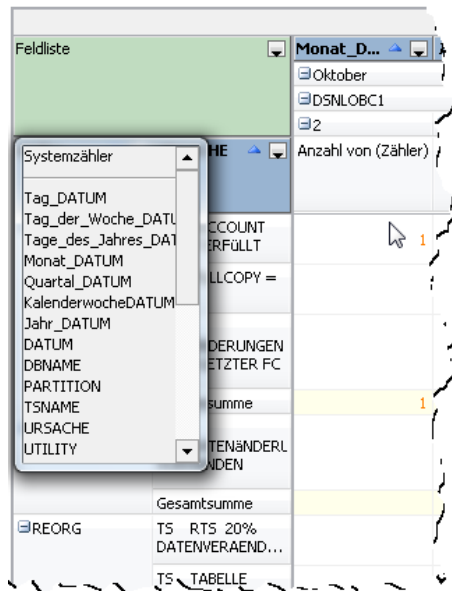 Feldliste
Monat_D...
Oktober
DSNLOBC1
2
Anzahl von (Zähler)
HE
Systemzähler
Tag_DATUM
Tag_der_Woche_DATU
Tage_des_Jahres_DAT
Monat_DATUM
Quartal_DATUM
KalenderwocheDATUM
Jahr_DATUM
DATUM
DBNAME
PARTITION
TSNAME
URSACHE
UTILITY
CCOUNT
ERFüLLT
1
LLCOPY =
DERUNGEN
ETZTER FC
summe
1
TENäNDERU
NDEN
Gesamtsumme
REORG
TS RTS 20%
DATENVERAEND...
TS TABELLE